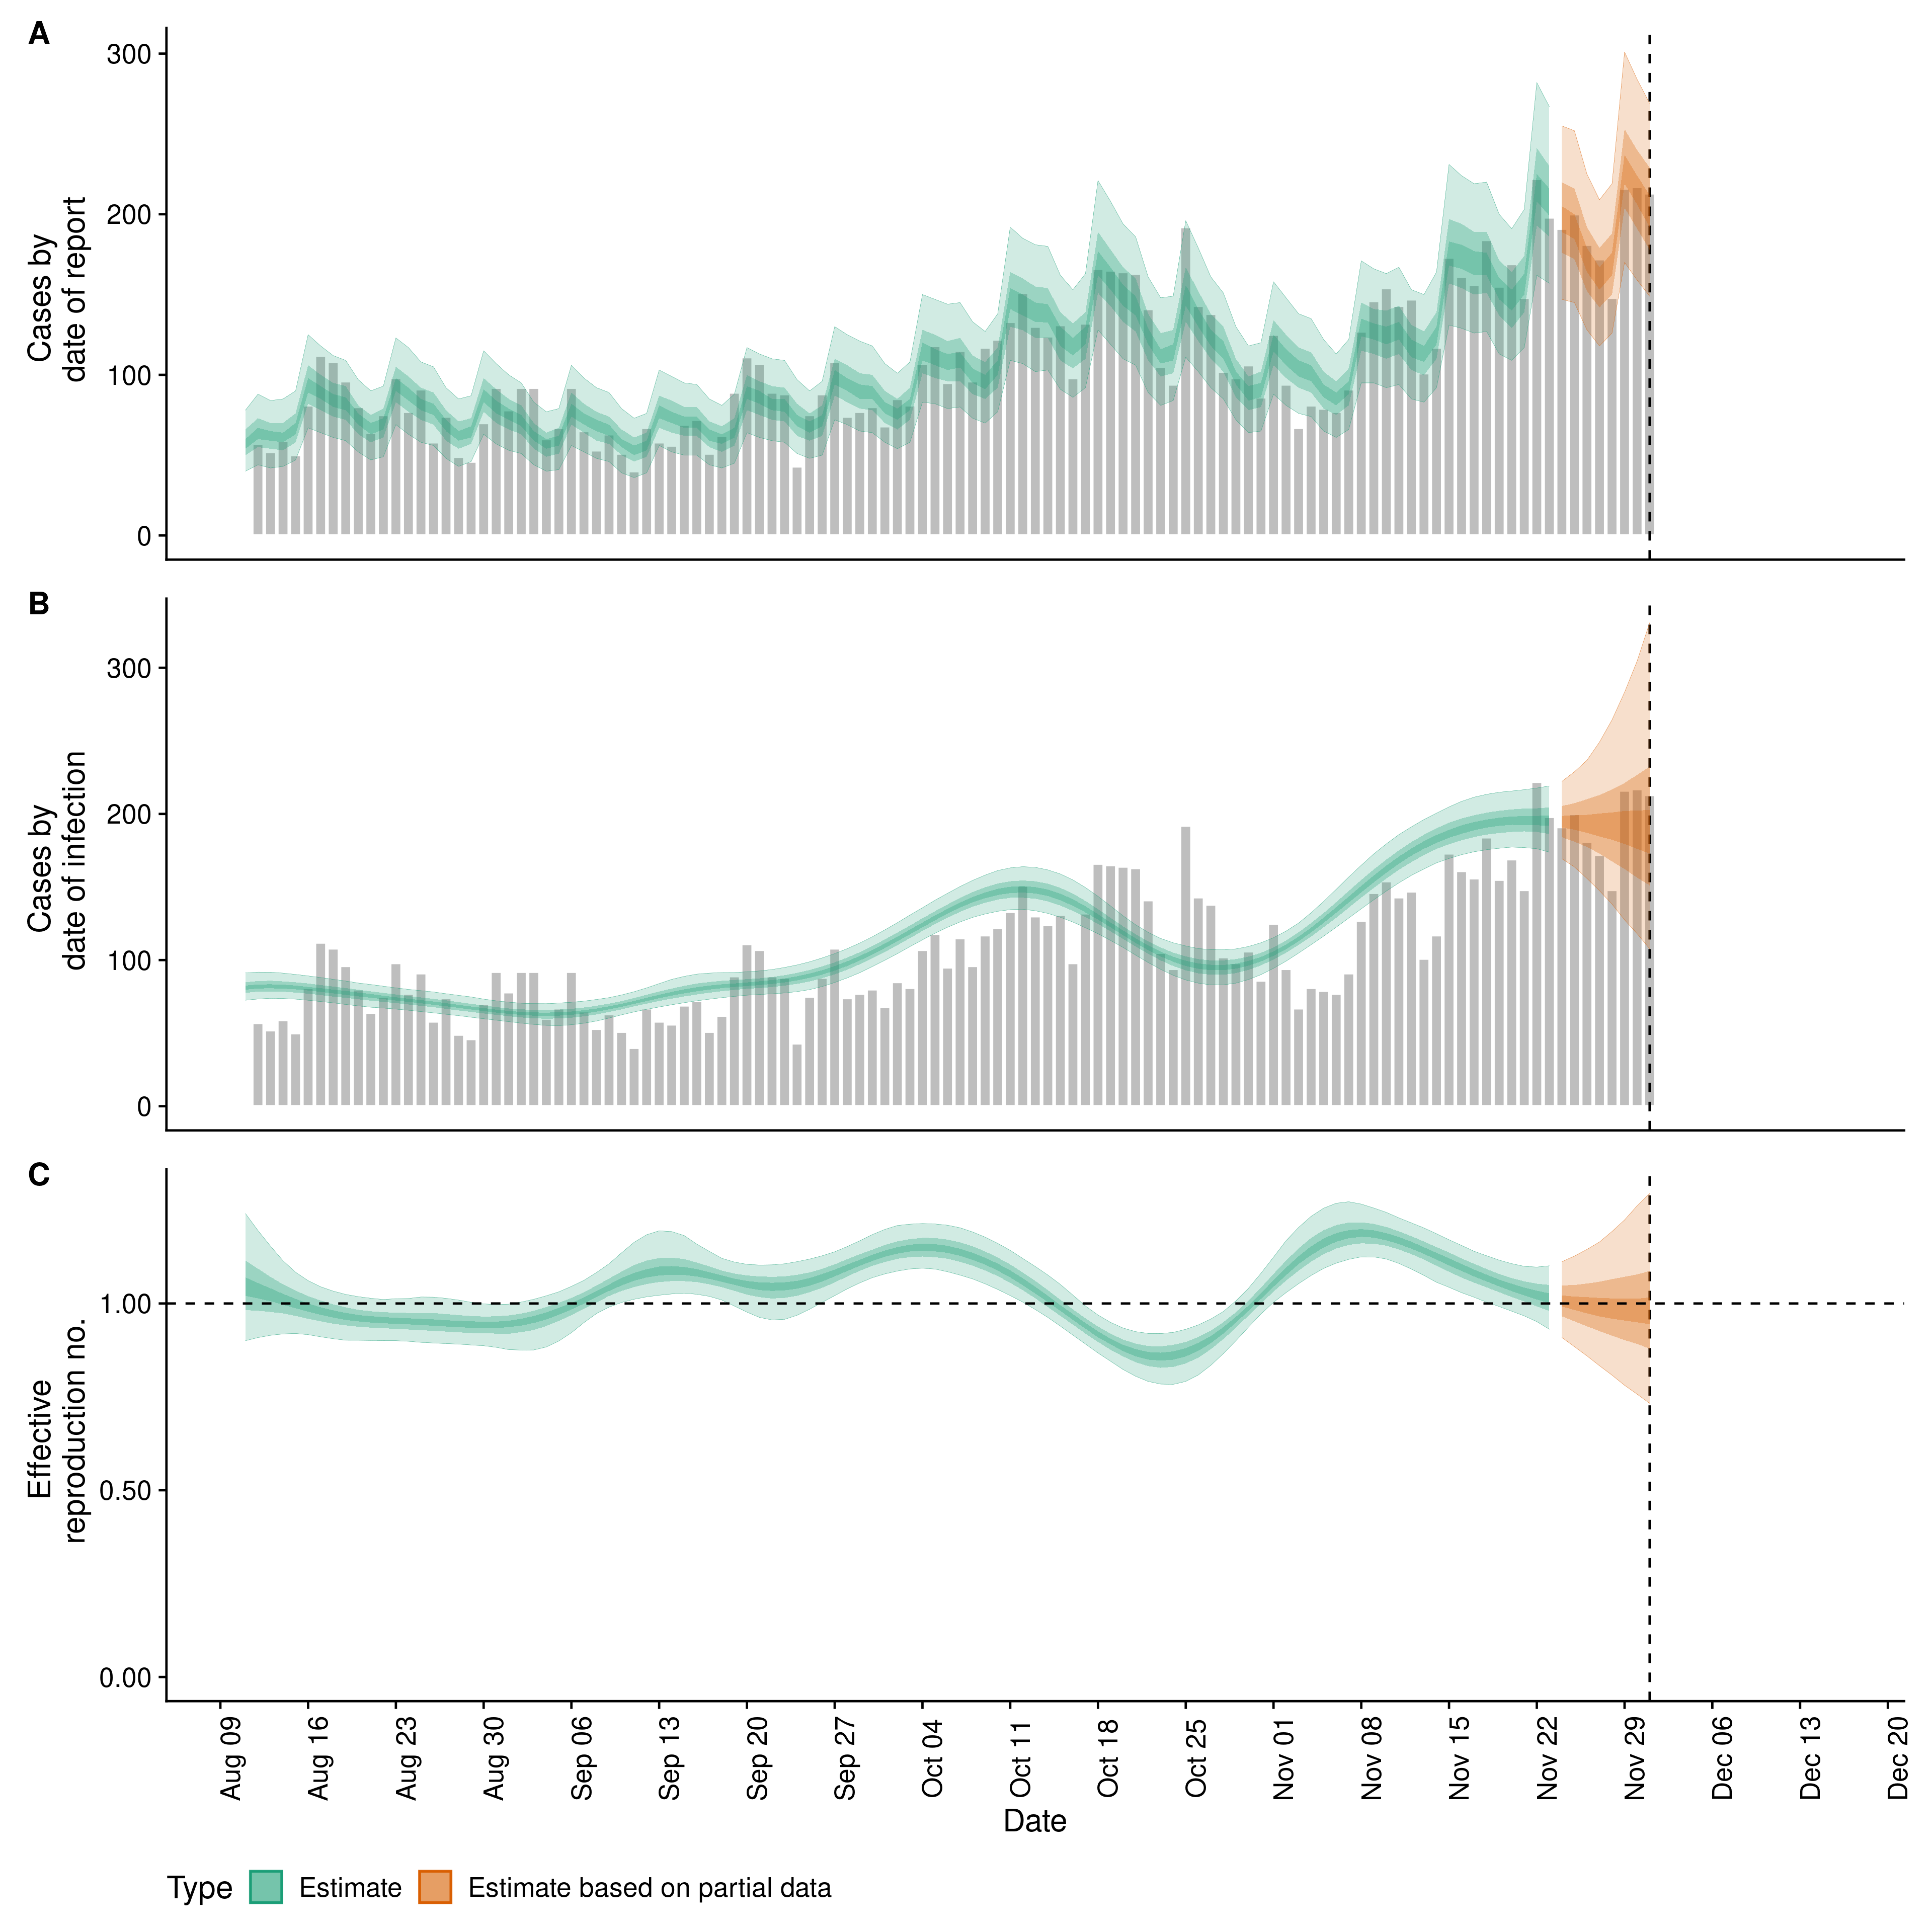 A
Cases by
date of report
300
200
100
0
B
Cases by
date of infection
300
200
100
0
C
Effective
reproduction no.
1.00
0.50
0.00
Aug 09
Aug 16
Aug 23
Aug 30
Sep 06
Sep 13
Sep 20
Sep 27
Oct 04
Oct 11
Oct 18
Oct 25
Nov 01
Nov 08
Nov 15
Nov 22
Nov 29
Dec 06
Dec 13
Dec 20
Date
Type Estimate Estimate based on partial data